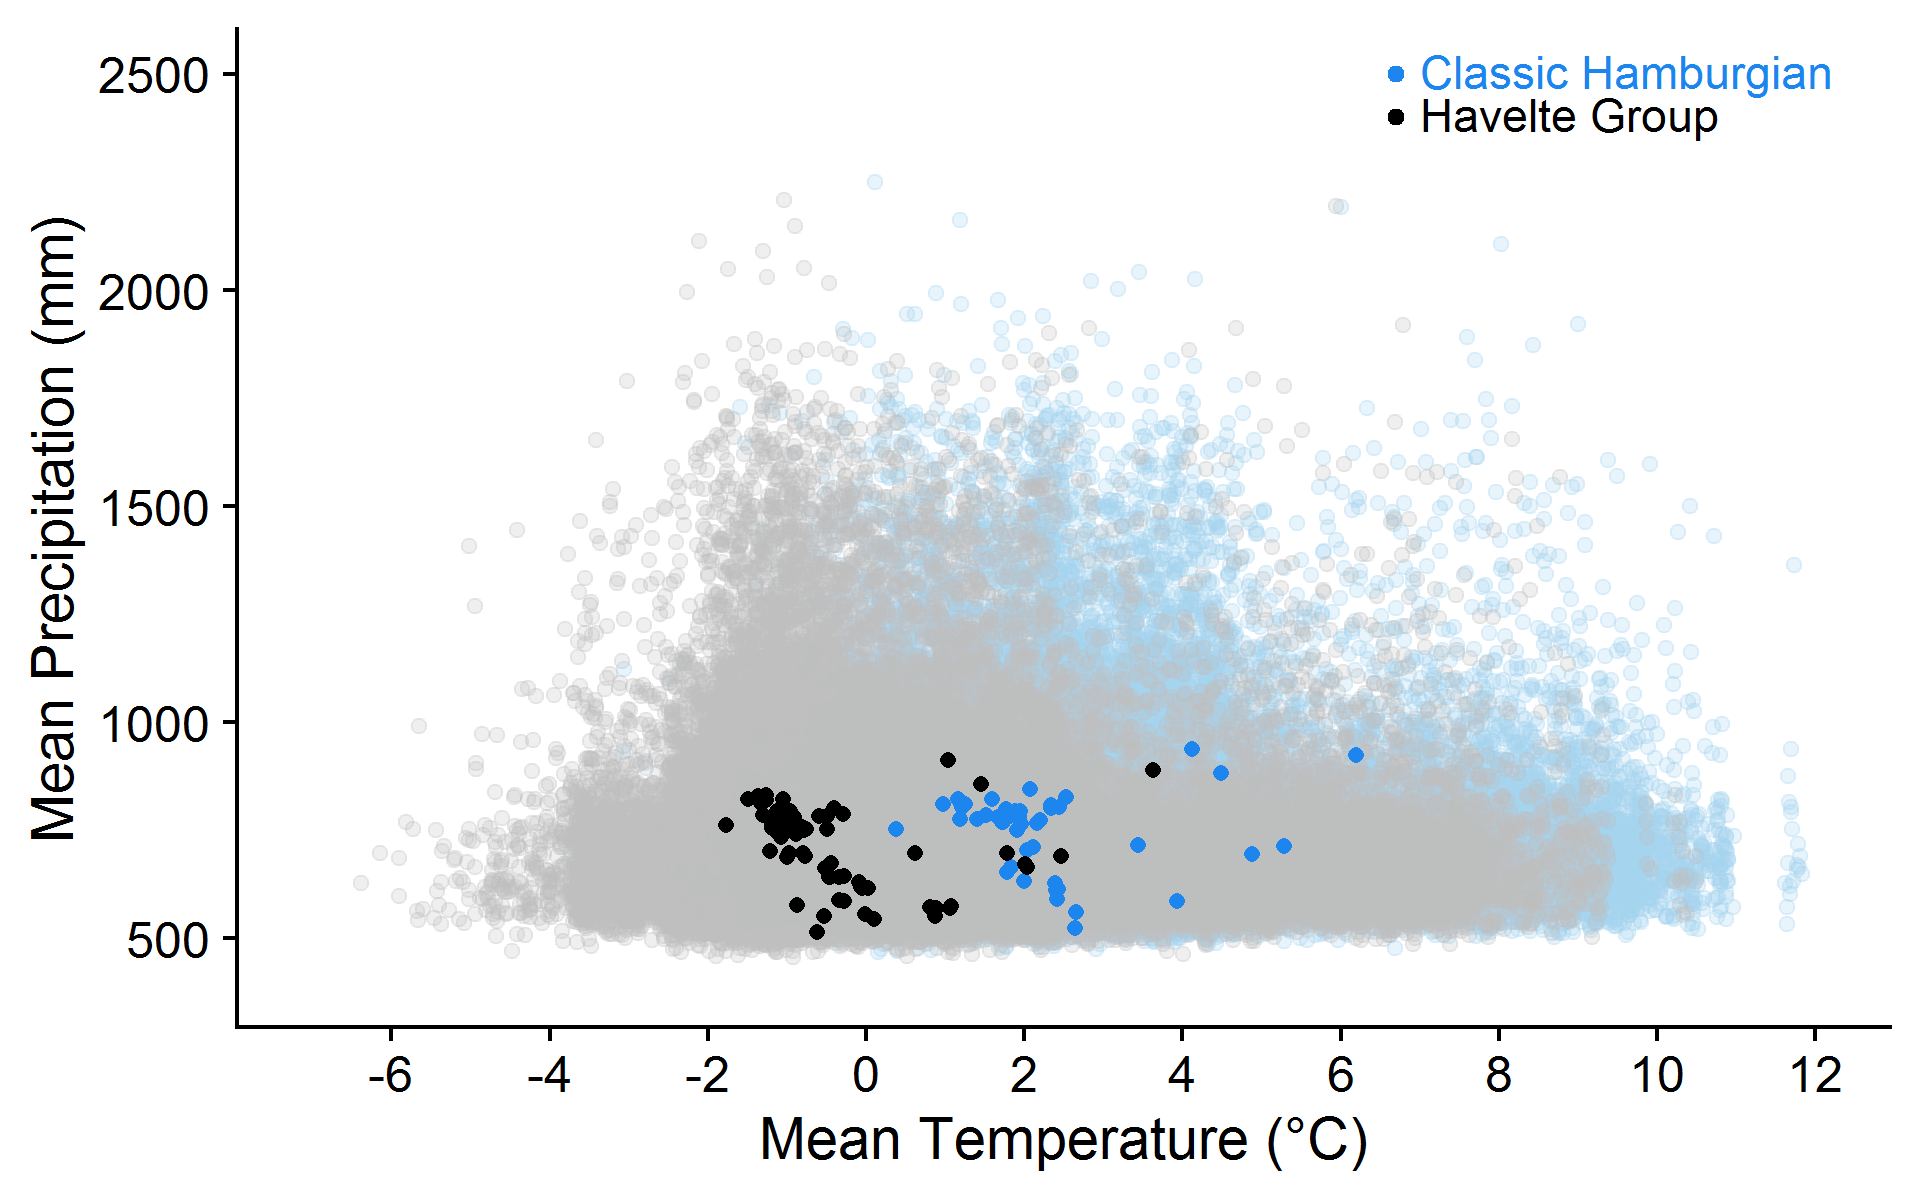 Classic Hamburgian
Havelte Group
Mean Precipitation (mm)
2500
2000
1500
1000
500
-6 -4 -2 0 2 4 6 8 10 12
Mean Temperature (°C)